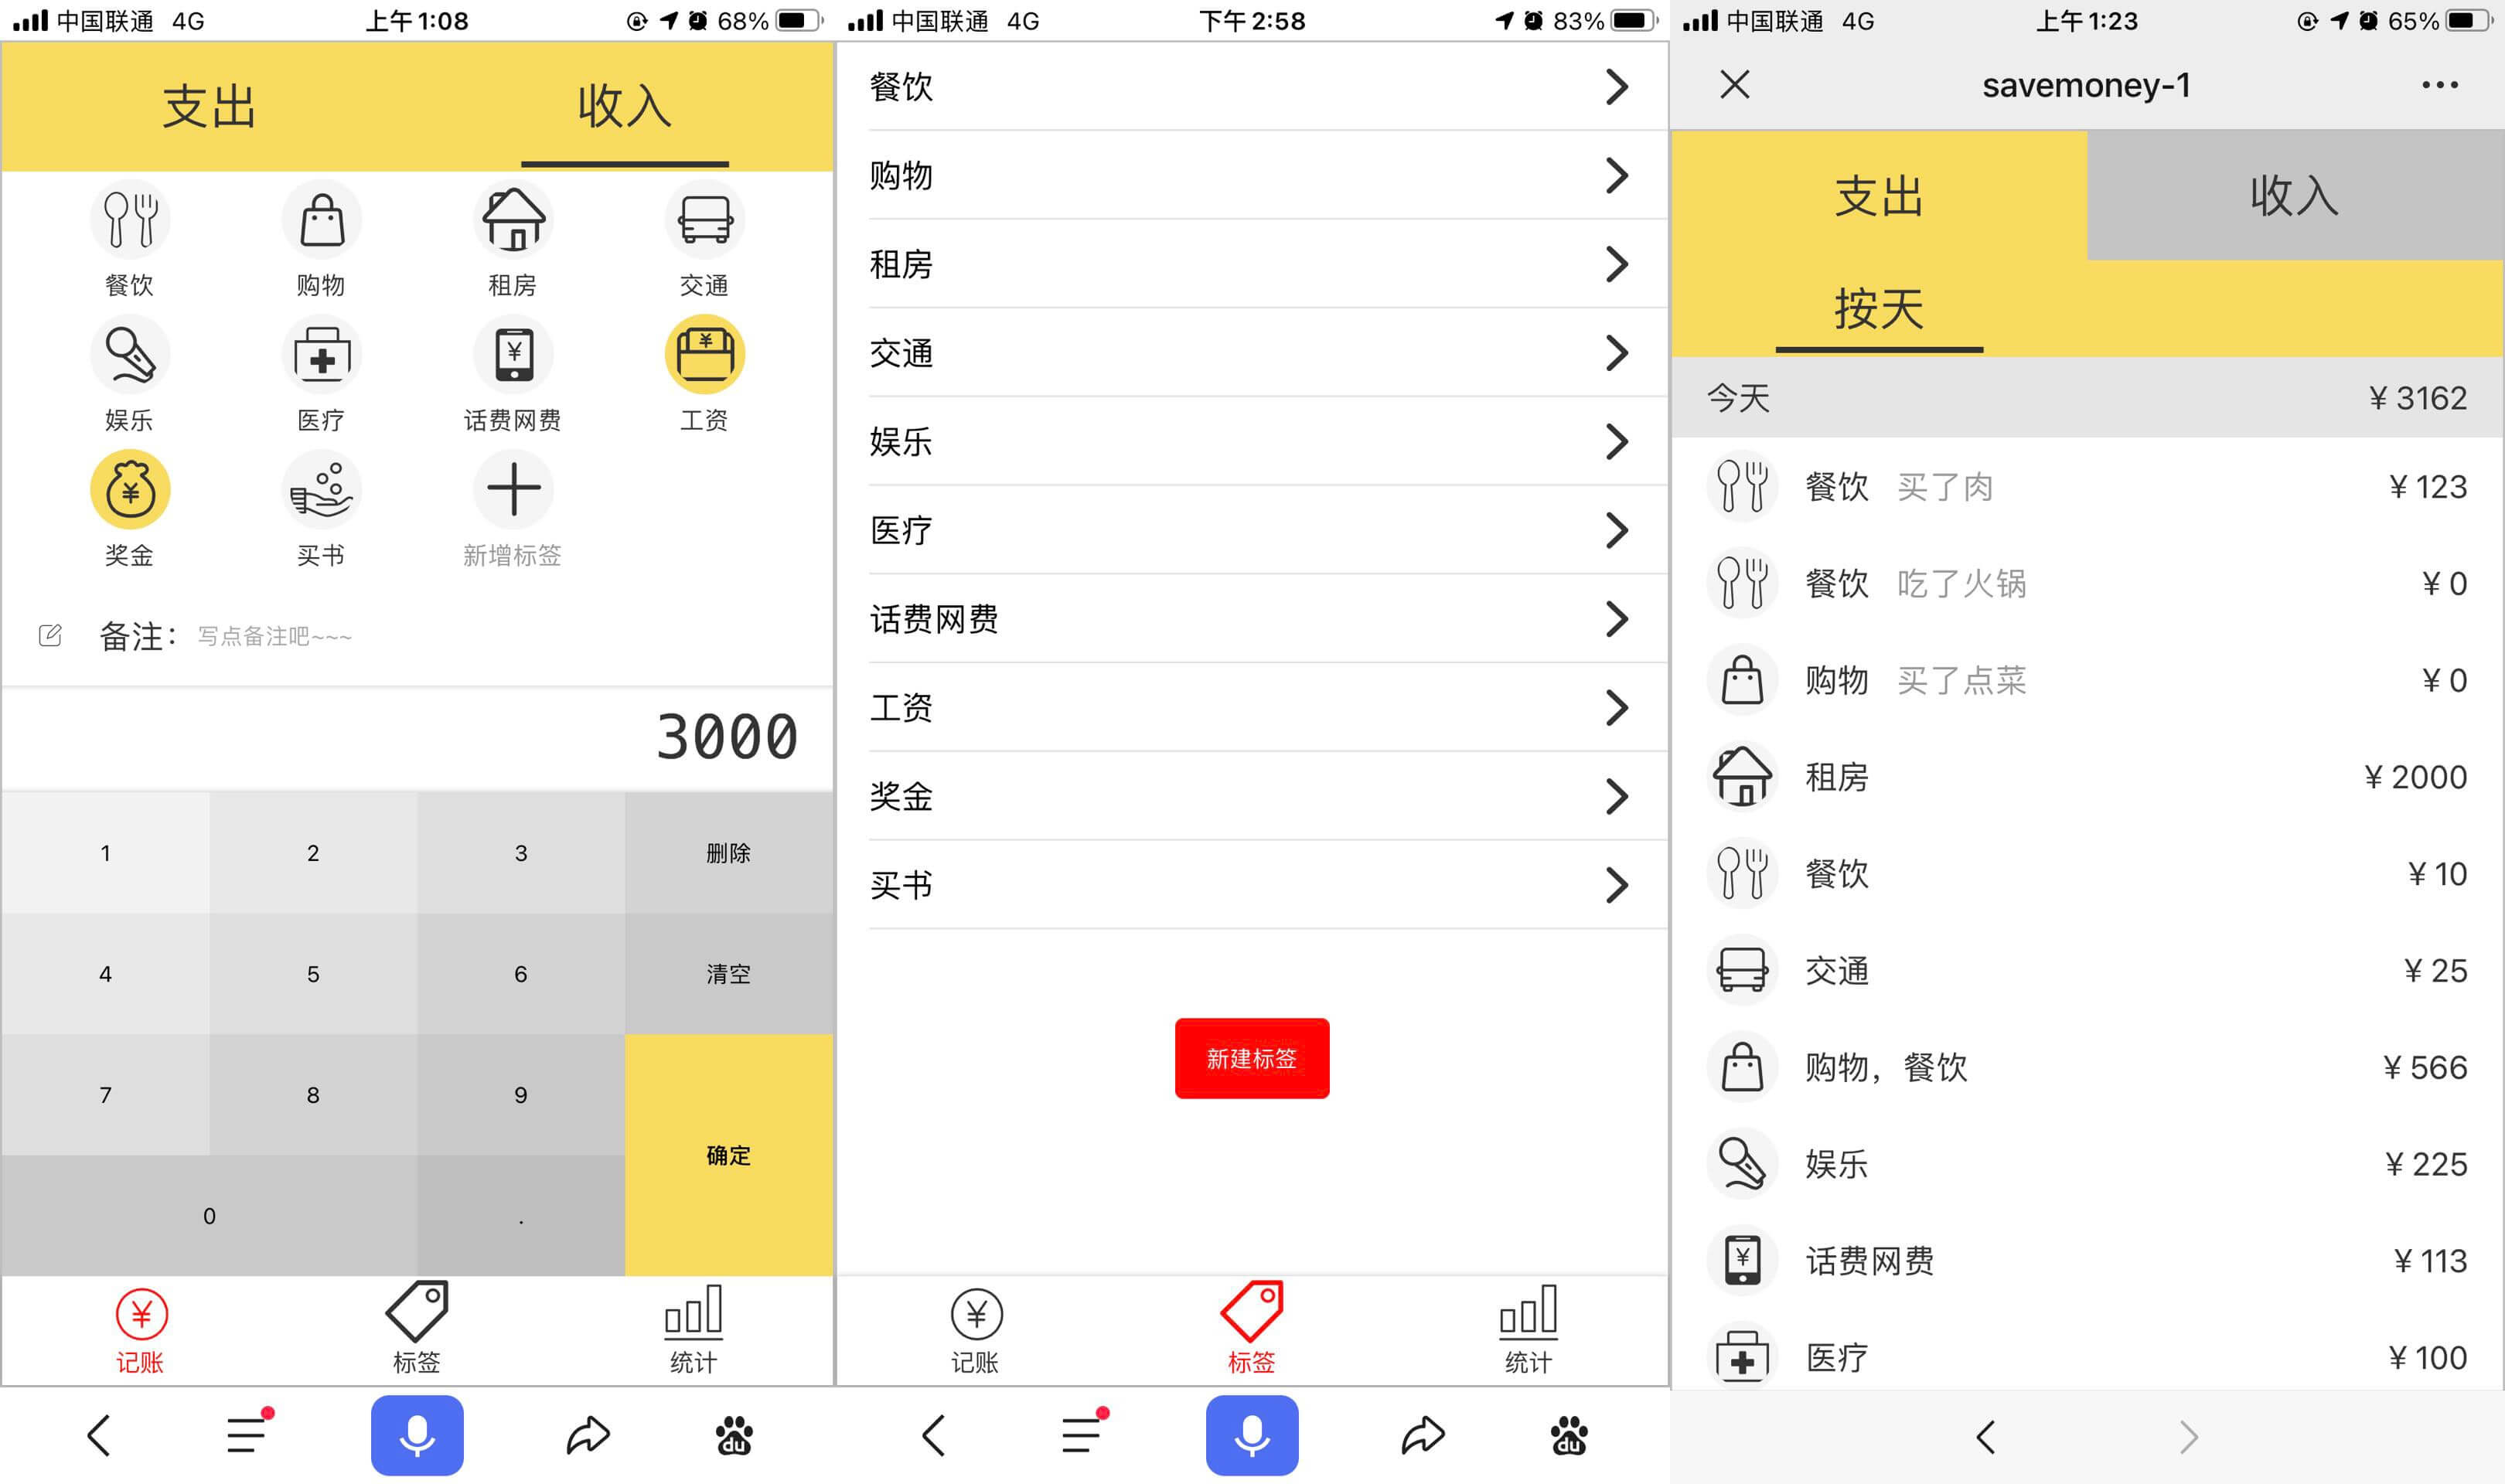 中国联通 4G 上午1:08 68%
支出 收入
餐饮 购物 租房 交通
娱乐 医疗 话费网费 工资
奖金 买书 新增标签
备注： 写点备注吧~~~
3000
1 2 3 删除
4 5 6 清空
7 8 9 确定
0 .
记账 标签 统计
du
中国联通 4G 下午2:58 83%
餐饮
购物
租房
交通
娱乐
医疗
话费网费
工资
奖金
买书
新建标签
记账 标签 统计
du
中国联通 4G 上午1:23 65%
savemoney-1
支出 收入
按天
今天 ¥ 3162
餐饮 买了肉 ¥ 123
餐饮 吃了火锅 ¥ 0
购物 买了点菜 ¥ 0
租房 ¥ 2000
餐饮 ¥ 10
交通 ¥ 25
购物，餐饮 ¥ 566
娱乐 ¥ 225
话费网费 ¥ 113
医疗 ¥ 100